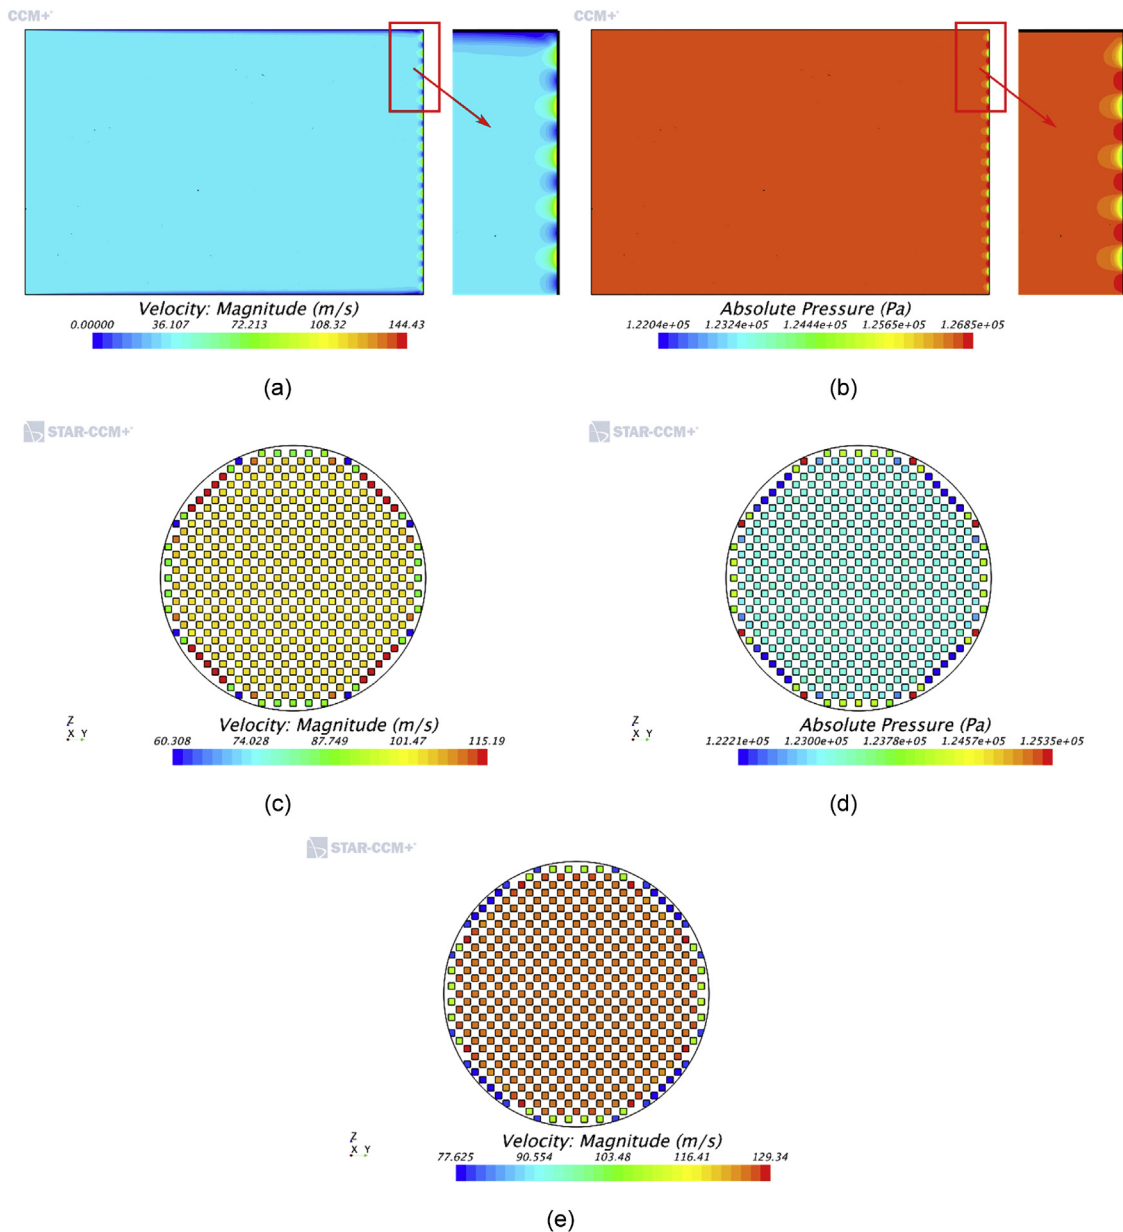 CCM+
CCM+
Velocity: Magnitude (m/s)
0.00000 36.107 72.213 108.32 144.43
Absolute Pressure (Pa)
1.2204e+05 1.2324e+05 1.2444e+05 1.2565e+05 1.2685e+05
(a)
(b)
STAR-CCM+
STAR-CCM+
Z
X Y
Velocity: Magnitude (m/s)
60.308 74.028 87.749 101.47 115.19
Z
X Y
Absolute Pressure (Pa)
1.2221e+05 1.2300e+05 1.2378e+05 1.2457e+05 1.2535e+05
(c)
(d)
STAR-CCM+
Z
X Y
Velocity: Magnitude (m/s)
77.625 90.554 103.48 116.41 129.34
(e)